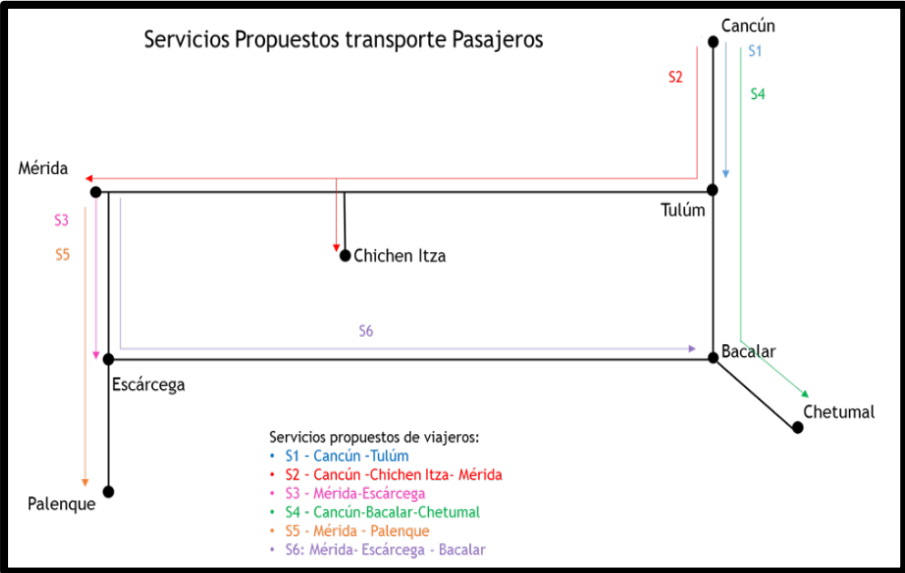 Servicios Propuestos transporte Pasajeros
Cancún
S1
S2
S4
Mérida
Tulúm
S3
S5
Chichen Itza
S6
Bacalar
Escárcega
Chetumal
Palenque
Servicios propuestos de viajeros:
• S1 - Cancún -Tulúm
• S2 - Cancún -Chichen Itza- Mérida
• S3 - Mérida-Escárcega
• S4 - Cancún-Bacalar-Chetumal
• S5 - Mérida - Palenque
• S6: Mérida- Escárcega - Bacalar